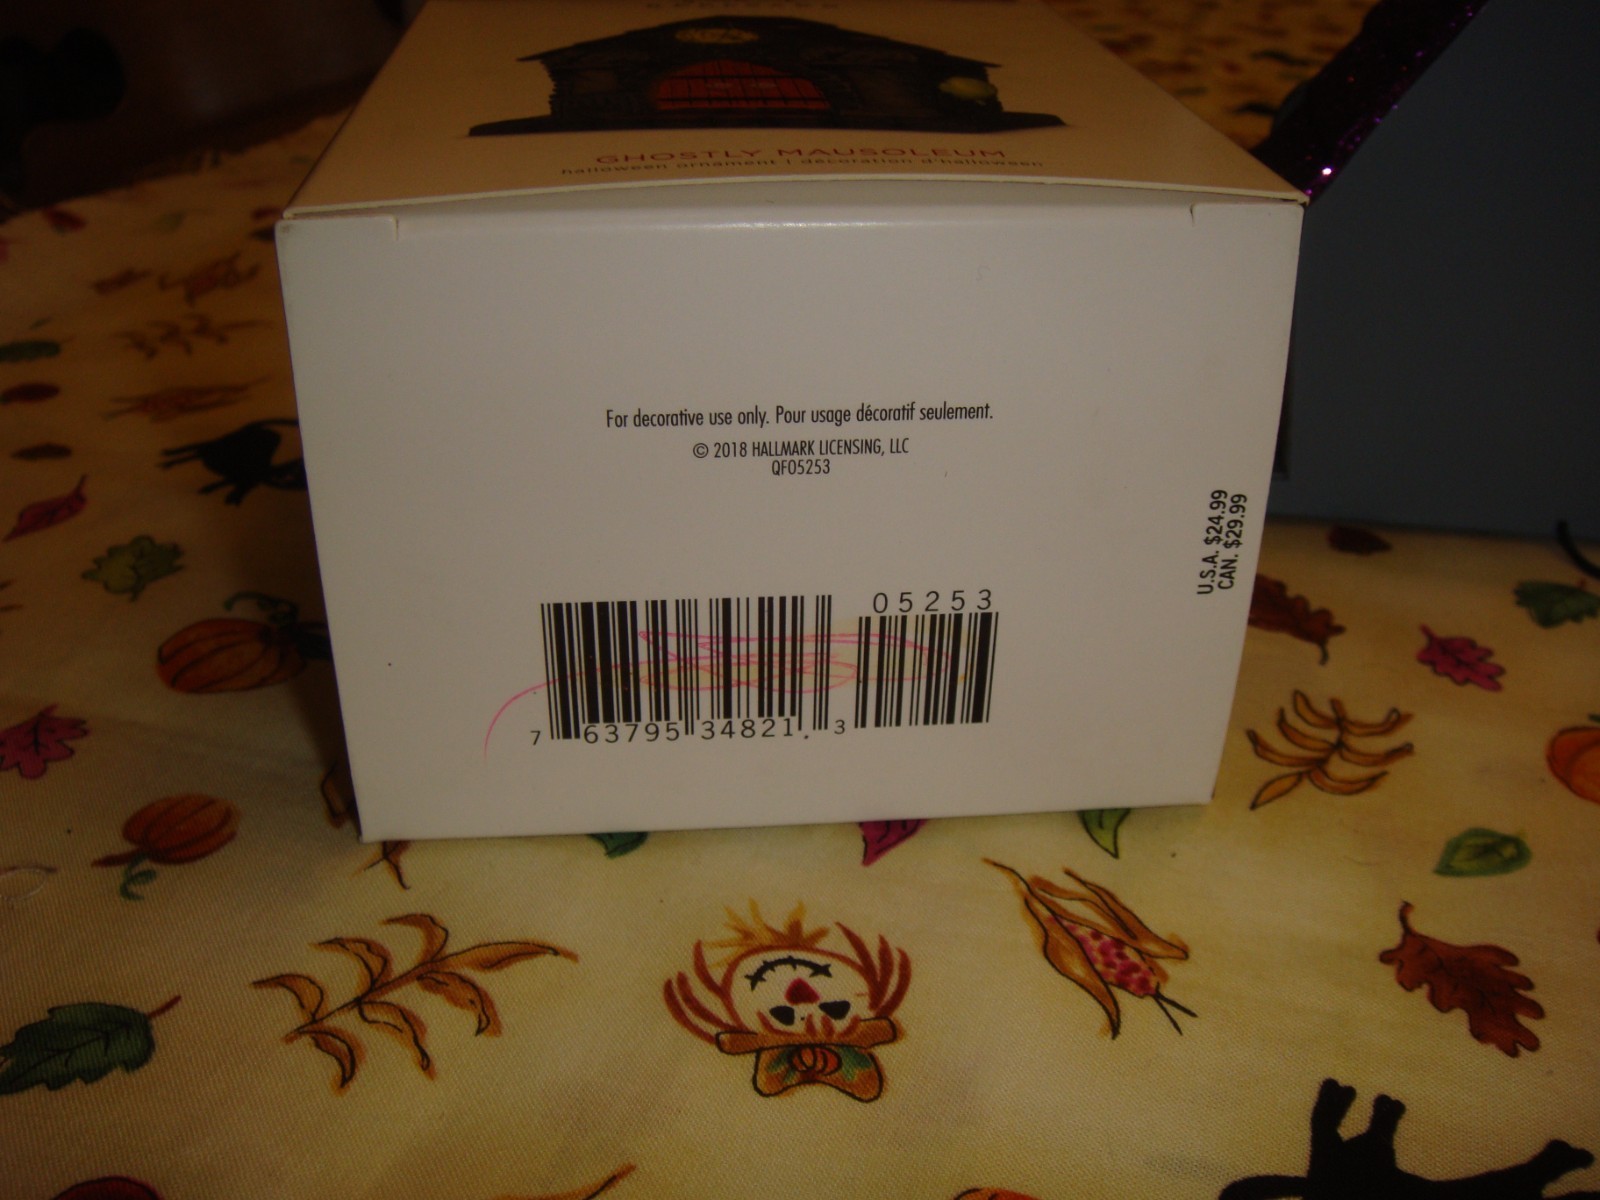 GHOSTLY MAUSOLEUM
halloween ornament | décoration d'halloween
For decorative use only. Pour usage décoratif seulement.
© 2018 HALLMARK LICENSING, LLC
QFO5253
U.S.A. $24.99
CAN. $29.99
05253
7 63795 34821 3